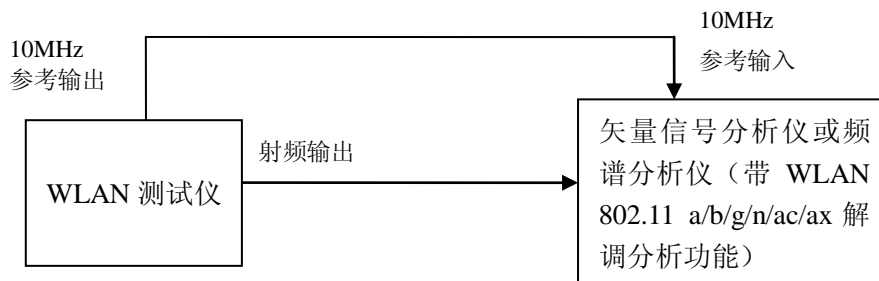 10MHz
参考输出
10MHz
参考输入
射频输出
WLAN 测试仪
矢量信号分析仪或频
谱分析仪（带 WLAN
802.11 a/b/g/n/ac/ax 解
调分析功能）